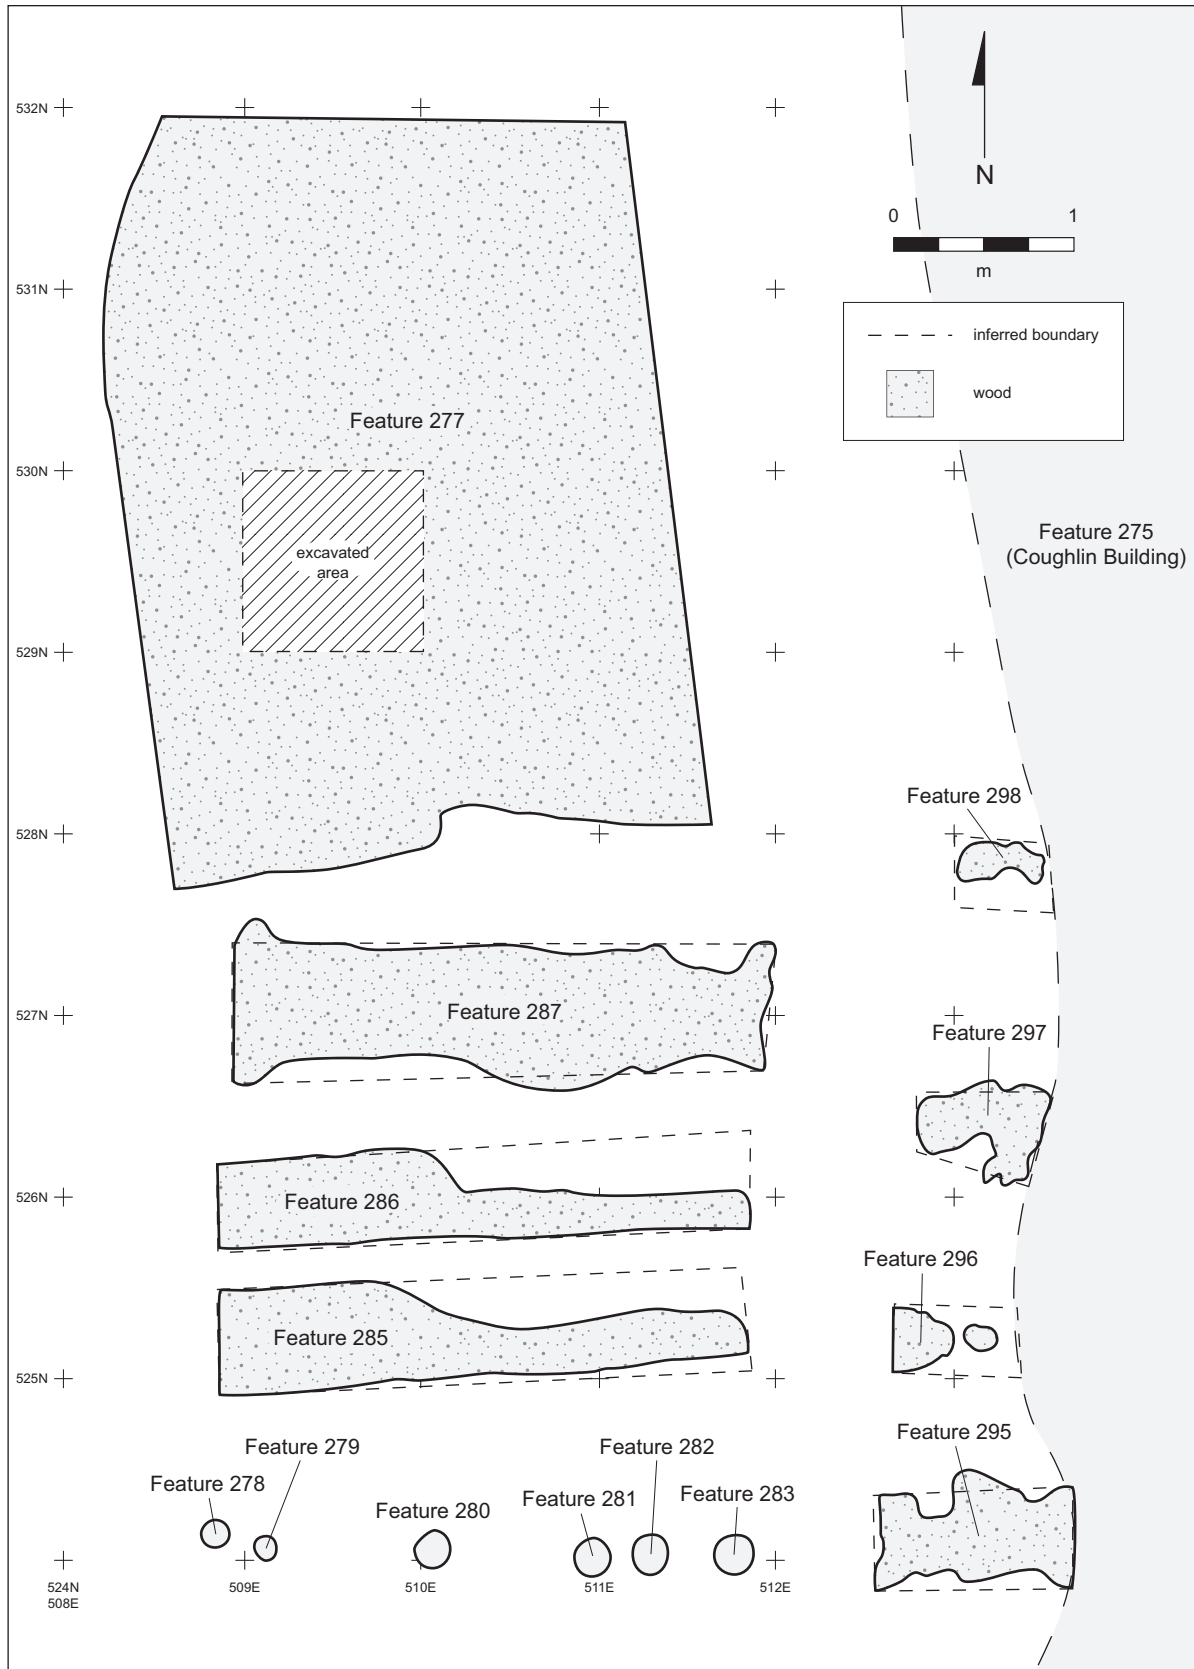 532N
N
0 1
m
531N
inferred boundary
wood
Feature 277
530N
excavated
area
Feature 275
(Coughlin Building)
529N
Feature 298
528N
Feature 287
527N
Feature 297
Feature 286
526N
Feature 296
Feature 285
525N
Feature 295
Feature 279
Feature 282
Feature 278
Feature 280
Feature 281
Feature 283
524N
508E
509E
510E
511E
512E